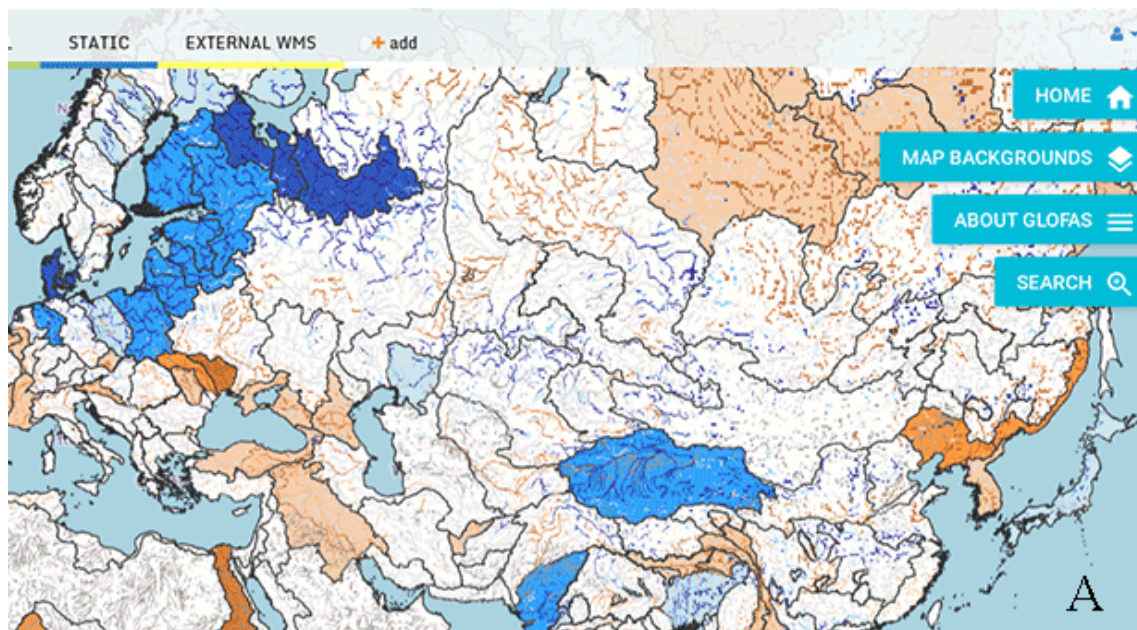 L STATIC EXTERNAL WMS + add
HOME
MAP BACKGROUNDS
ABOUT GLOFAS
SEARCH
A